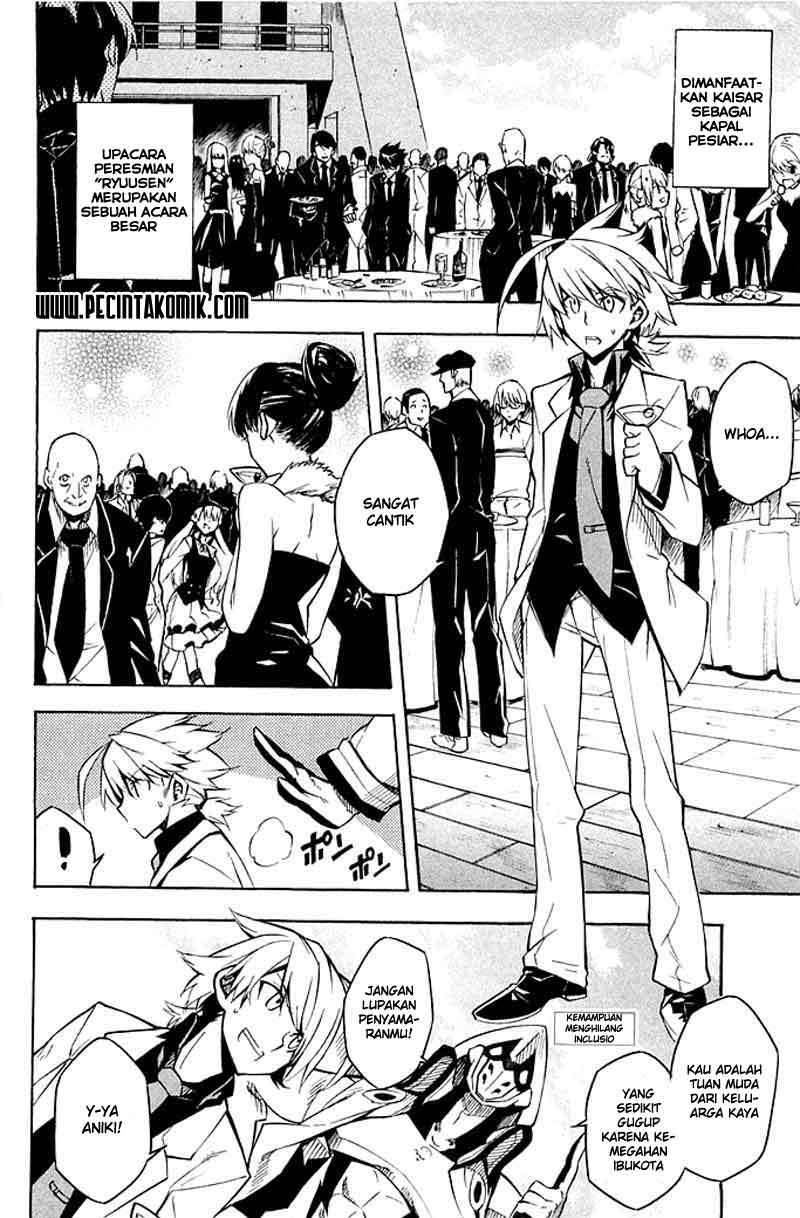 DIMANFAAT-
KAN KAISAR
SEBAGAI
KAPAL
PESIAR...
UPACARA
PERESMIAN
"RYUUSEN"
MERUPAKAN
SEBUAH ACARA
BESAR
WWW.PECINTAKOMIK.COM
WHOA...
SANGAT
CANTIK
ポン
ポン
!
JANGAN
LUPAKAN
PENYAMA-
RANMU!
KEMAMPUAN
MENGHILANG
INCLUSIO
KAU ADALAH
TUAN MUDA
DARI KELU-
ARGA KAYA
YANG
SEDIKIT
GUGUP
KARENA KE-
MEGAHAN
IBUKOTA
Y-YA
ANIKI!